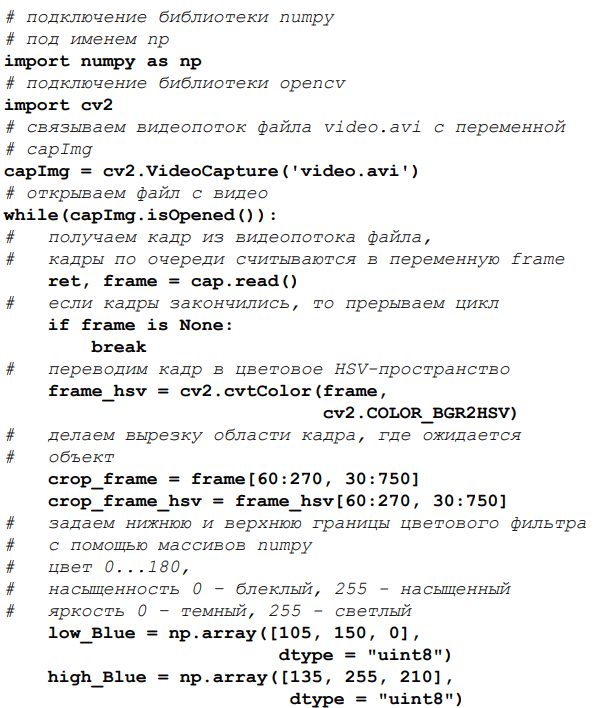 # подключение библиотеки numpy
# под именем np
import numpy as np
# подключение библиотеки opencv
import cv2
# связываем видеопоток файла video.avi с переменной
# capImg
capImg = cv2.VideoCapture('video.avi')
# открываем файл с видео
while(capImg.isOpened()):
#   получаем кадр из видеопотока файла,
#   кадры по очереди считываются в переменную frame
    ret, frame = cap.read()
#   если кадры закончились, то прерываем цикл
    if frame is None:
        break
#   переводим кадр в цветовое HSV-пространство
    frame_hsv = cv2.cvtColor(frame,
                             cv2.COLOR_BGR2HSV)
#   делаем вырезку области кадра, где ожидается
#   объект
    crop_frame = frame[60:270, 30:750]
    crop_frame_hsv = frame_hsv[60:270, 30:750]
#   задаем нижнюю и верхнюю границы цветового фильтра
#   с помощью массивов numpy
#   цвет 0...180,
#   насыщенность 0 – блеклый, 255 - насыщенный
#   яркость 0 – темный, 255 - светлый
    low_Blue = np.array([105, 150, 0],
                         dtype = "uint8")
    high_Blue = np.array([135, 255, 210],
                          dtype = "uint8")